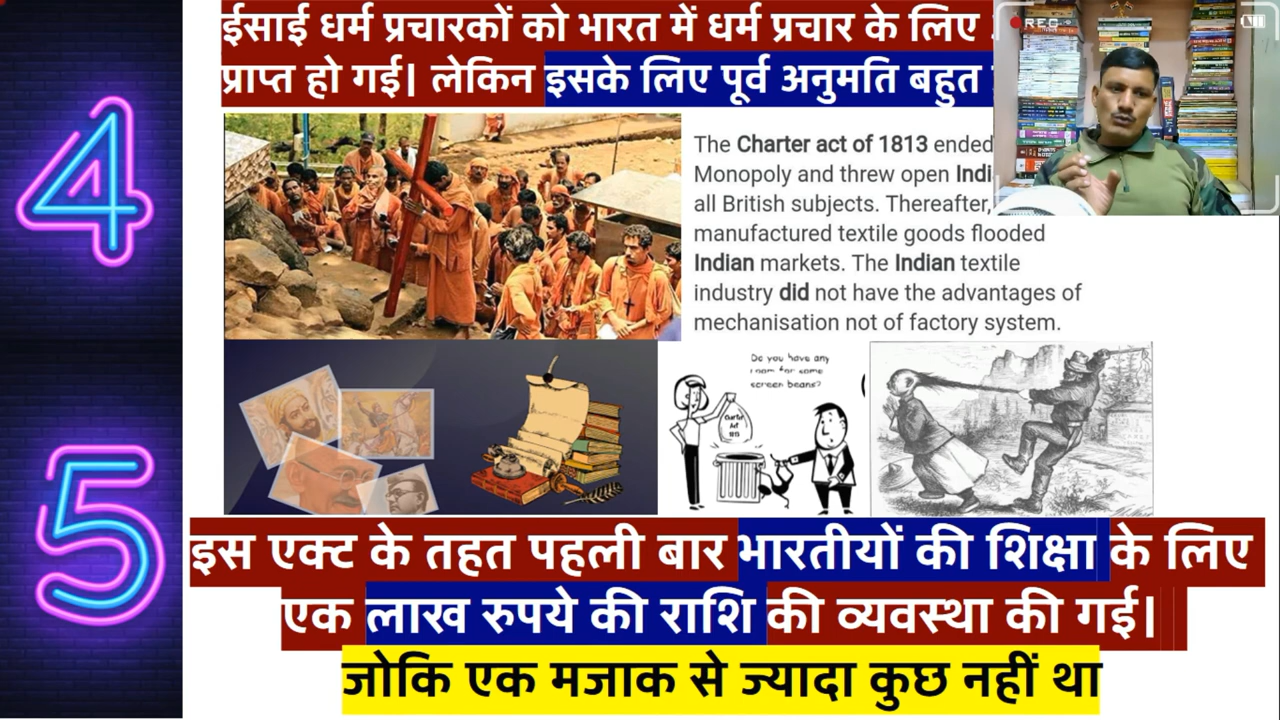 ईसाई धर्म प्रचारकों को भारत में धर्म प्रचार के लिए
REC
प्राप्त हो गई। लेकिन इसके लिए पूर्व अनुमति बहुत
4
The Charter act of 1813 ended
Monopoly and threw open Indi
all British subjects. Thereafter,
manufactured textile goods flooded
Indian markets. The Indian textile
industry did not have the advantages of
mechanisation not of factory system.
Do you have any
room for some
screen beans?
Charter
Act
1813
5
इस एक्ट के तहत पहली बार भारतीयों की शिक्षा के लिए
एक लाख रुपये की राशि की व्यवस्था की गई।
जोकि एक मजाक से ज्यादा कुछ नहीं था